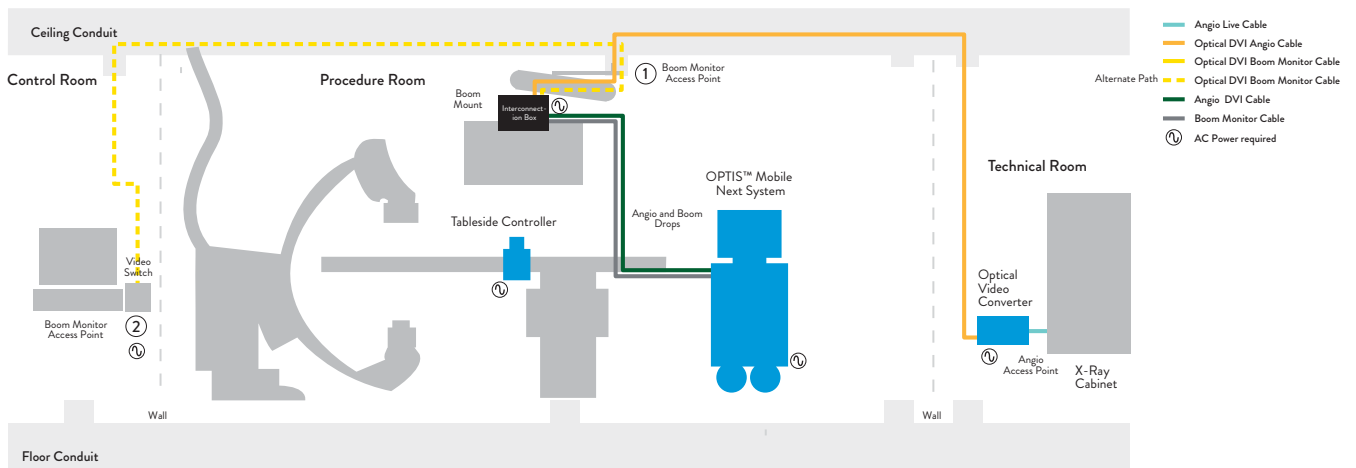 Ceiling Conduit
Control Room
Procedure Room
1
Boom Monitor
Access Point
Boom
Mount
Interconnect-
ion Box
Technical Room
OPTIS™ Mobile
Next System
Tableside Controller
Angio and Boom
Drops
Video
Switch
Boom Monitor
Access Point
2
Optical
Video
Converter
Angio
Access Point
X-Ray
Cabinet
Wall
Wall
Floor Conduit
Angio Live Cable
Optical DVI Angio Cable
Optical DVI Boom Monitor Cable
Alternate Path
Optical DVI Boom Monitor Cable
Angio DVI Cable
Boom Monitor Cable
AC Power required